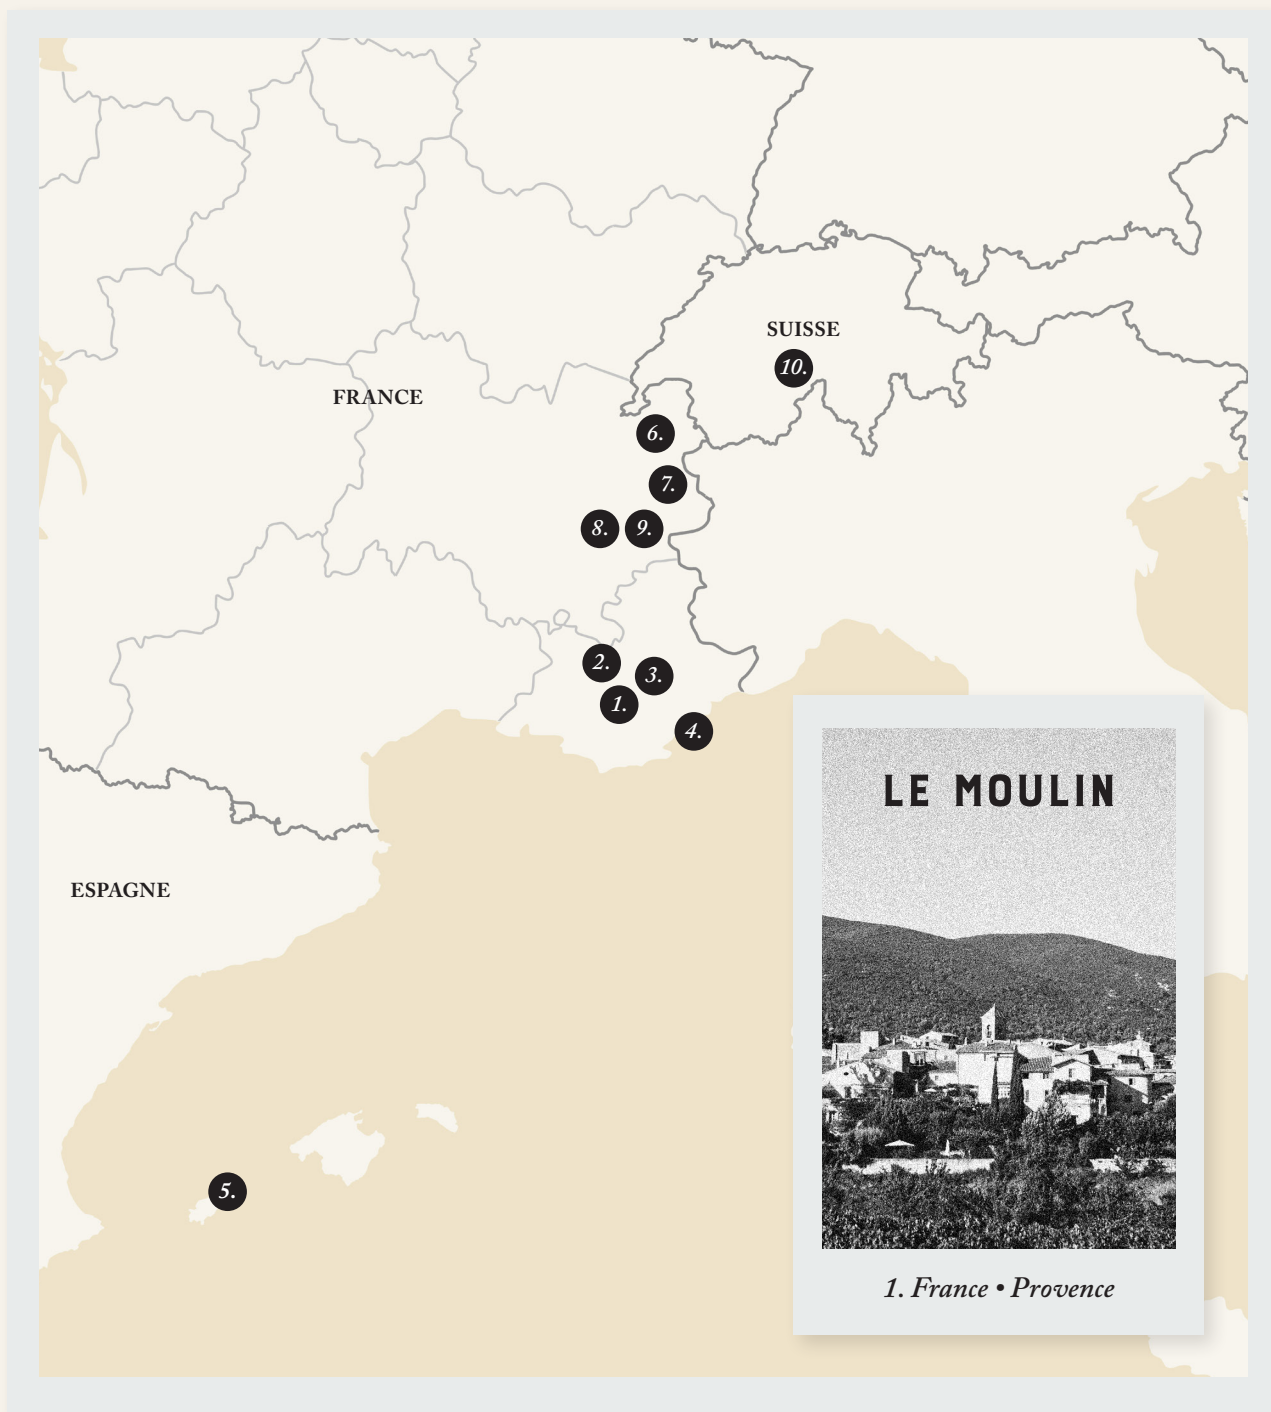 SUISSE
10.
FRANCE
6.
7.
8.
9.
2.
3.
1.
4.
LE MOULIN
ESPAGNE
5.
1. France • Provence